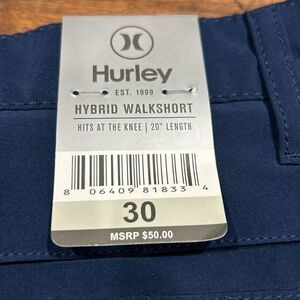 Hurley
EST. 1999
HYBRID WALKSHORT
HITS AT THE KNEE | 20" LENGTH
8 06409 81833 4
30
MSRP $50.00